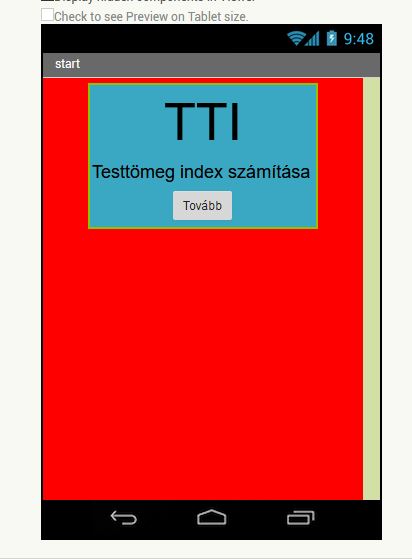 Display hidden components in Viewer
Check to see Preview on Tablet size.
9:48
start
TTI
Testtömeg index számítása
Tovább